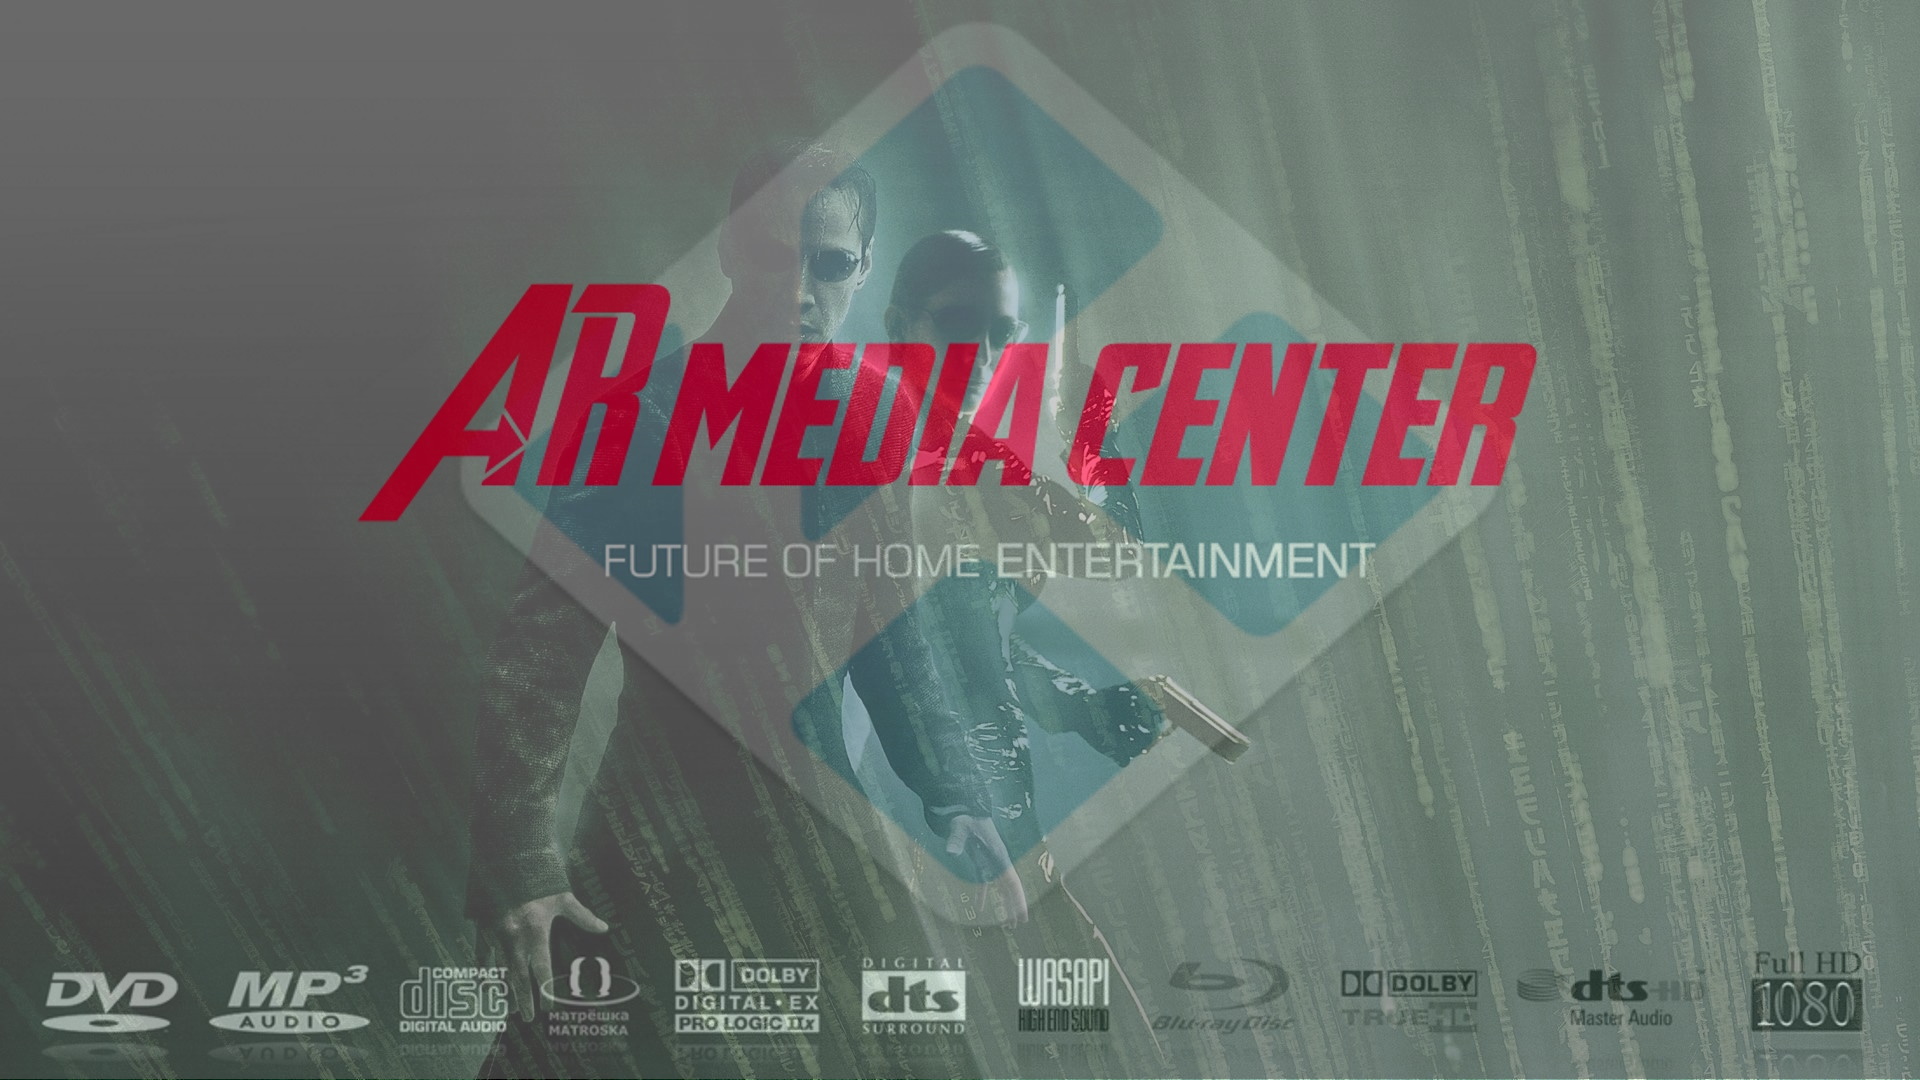 AR MEDIA CENTER
FUTURE OF HOME ENTERTAINMENT
DVD
MP3
AUDIO
COMPACT
disc
DIGITAL AUDIO
матрёшка
MATROSKA
DOLBY
DIGITAL·EX
PRO LOGIC IIx
DIGITAL
dts
SURROUND
WASAPI
HIGH END SOUND
Blu-ray Disc
DOLBY
TRUEHD
dts-HD
Master Audio
Full HD
1080